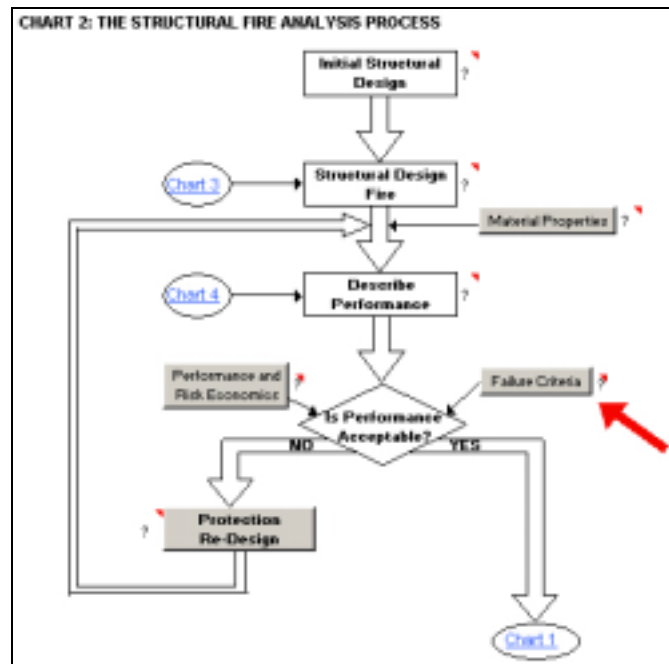 CHART 2: THE STRUCTURAL FIRE ANALYSIS PROCESS
Initial Structural
Design
?
Chart 3
Structural Design
Fire
?
Material Properties
?
Chart 4
Describe
Performance
?
Performance and
Risk Economics
?
Failure Criteria
?
Is Performance
Acceptable?
NO
YES
?
Protection
Re-Design
Chart 1